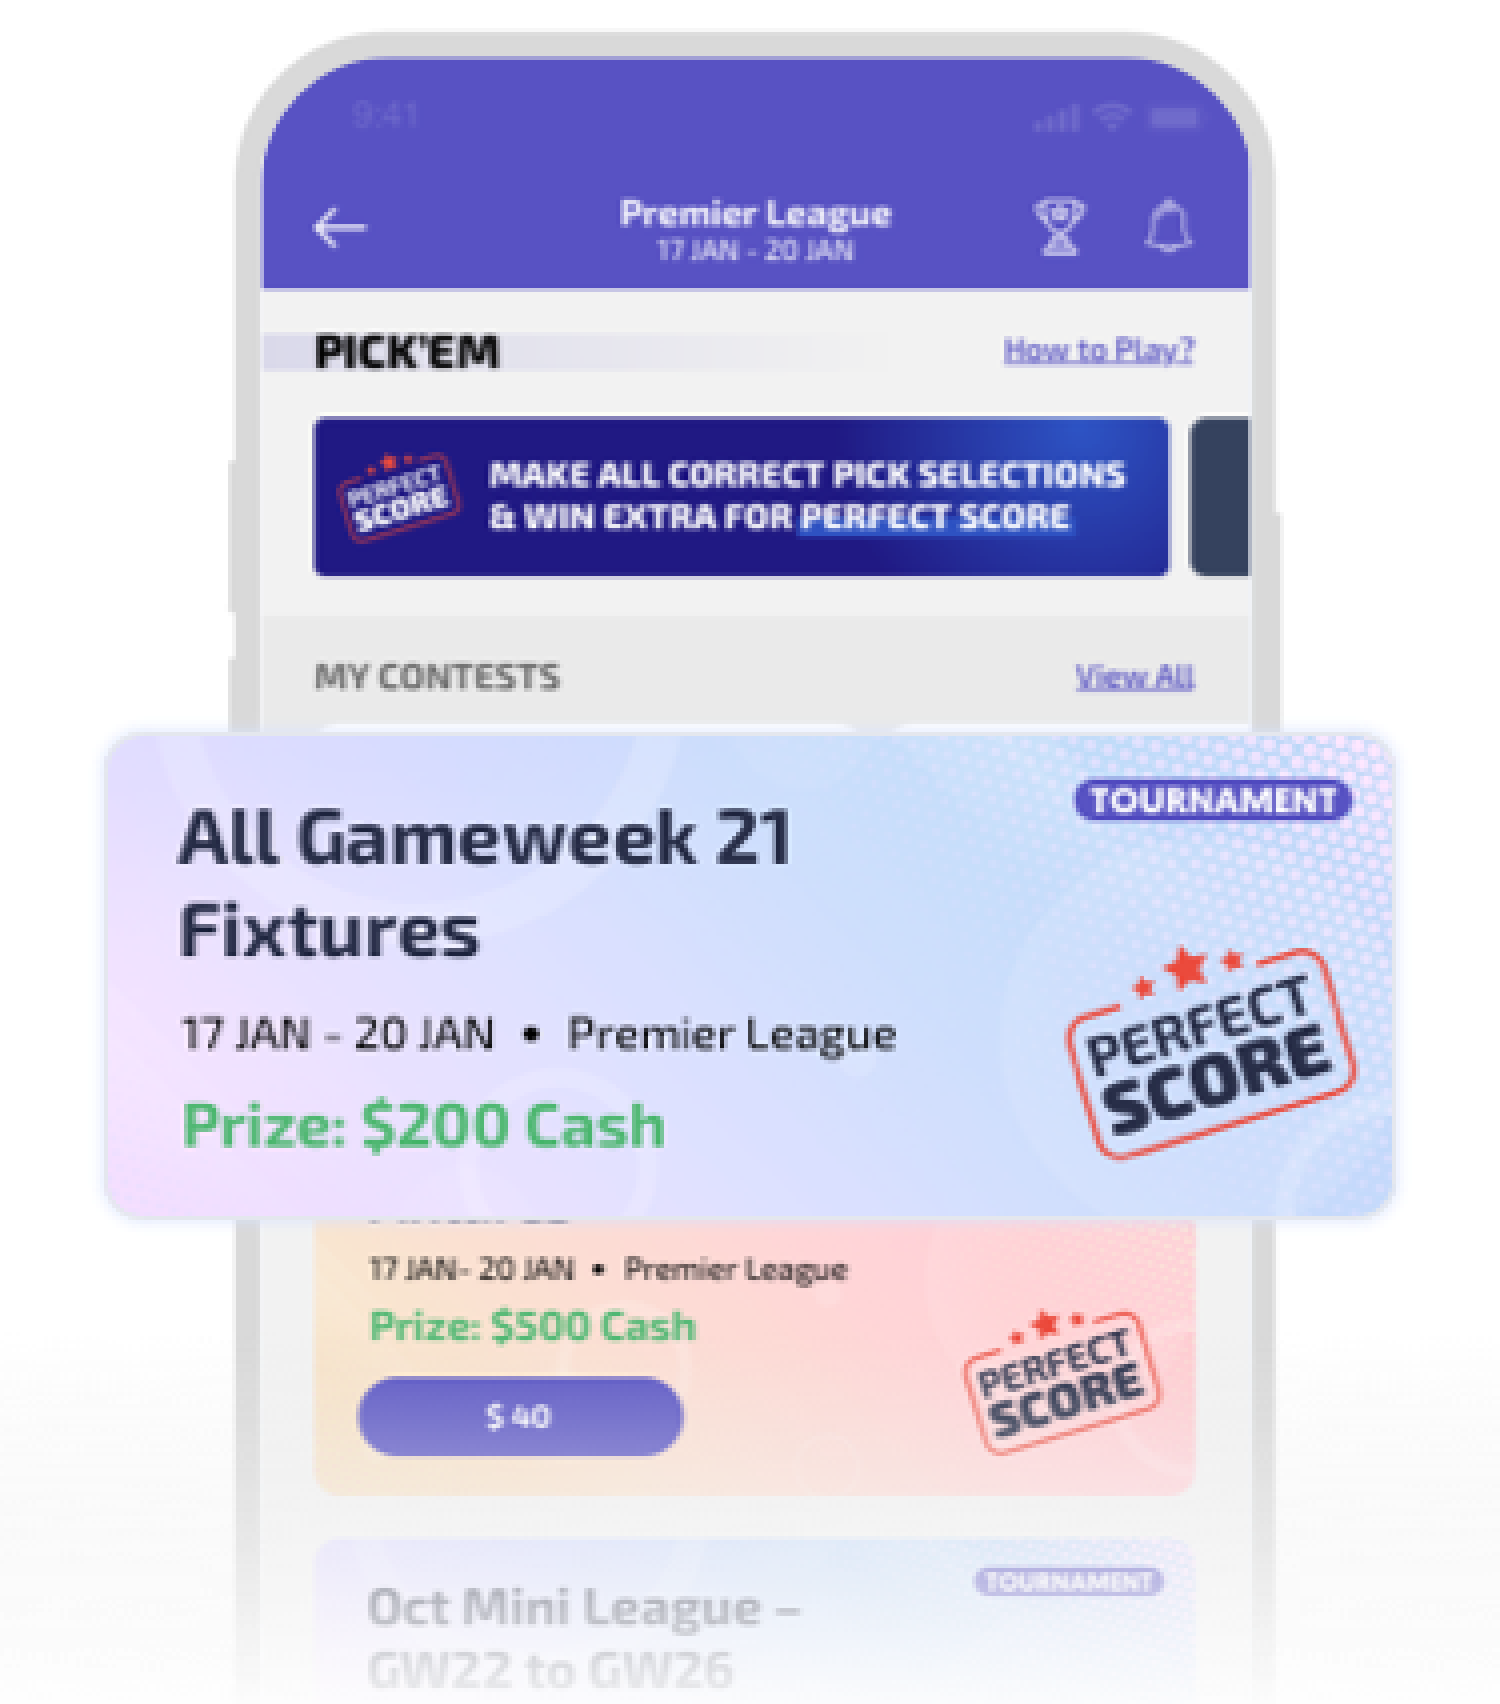 9:41
Premier League
17 JAN - 20 JAN
PICK'EM
How to Play?
PERFECT
SCORE
MAKE ALL CORRECT PICK SELECTIONS
& WIN EXTRA FOR PERFECT SCORE
MY CONTESTS
View All
TOURNAMENT
All Gameweek 21
Fixtures
17 JAN - 20 JAN • Premier League
Prize: $200 Cash
PERFECT
SCORE
17 JAN- 20 JAN • Premier League
Prize: $500 Cash
$ 40
PERFECT
SCORE
TOURNAMENT
Oct Mini League –
GW22 to GW26